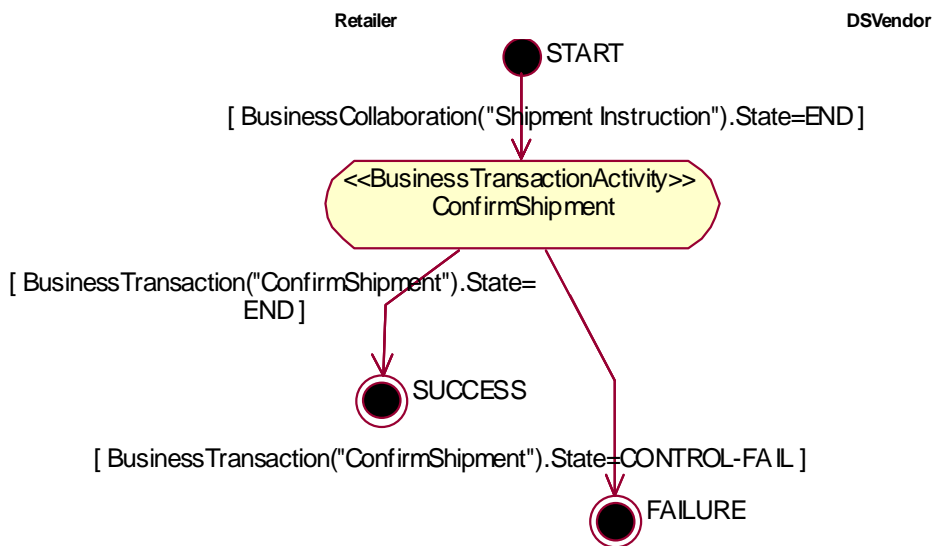 Retailer DSVendor
START
[ BusinessCollaboration("Shipment Instruction").State=END ]
<<BusinessTransactionActivity>>
ConfirmShipment
[ BusinessTransaction("ConfirmShipment").State=
END ]
SUCCESS
[ BusinessTransaction("ConfirmShipment").State=CONTROL-FAIL ]
FAILURE